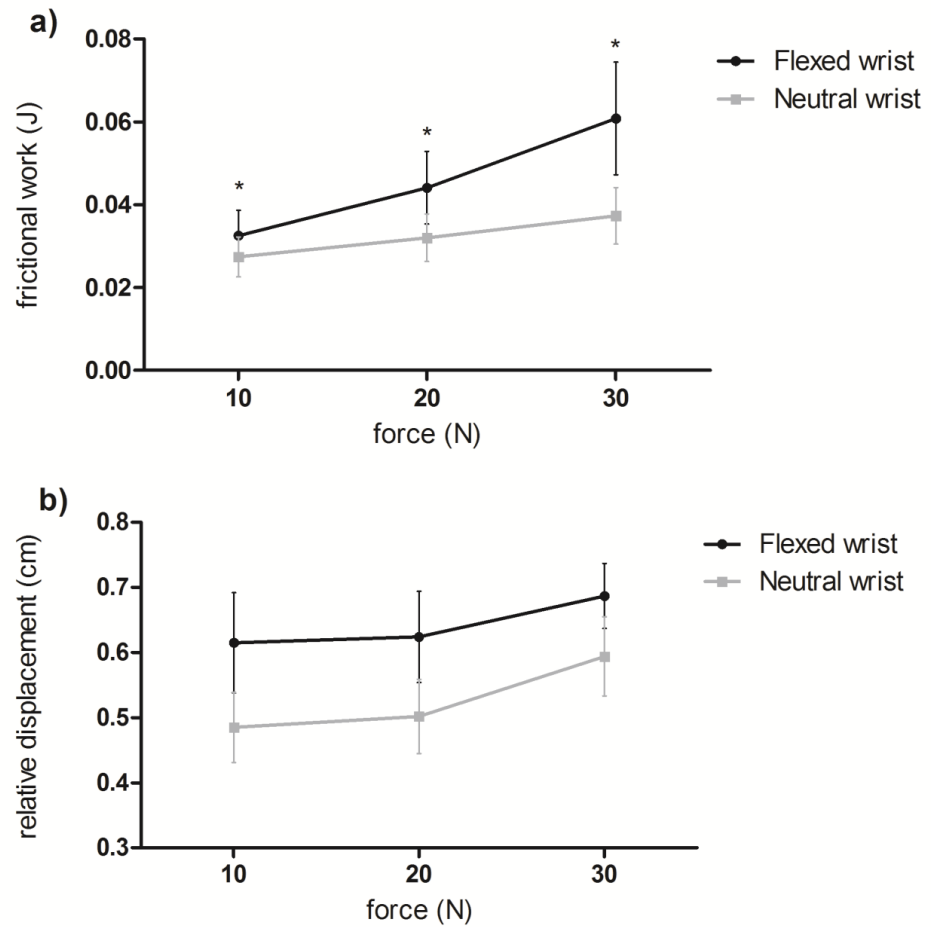 a)
frictional work (J)
0.08
0.06
0.04
0.02
0.00
*
*
*
10
20
30
force (N)
Flexed wrist
Neutral wrist
b)
relative displacement (cm)
0.8
0.7
0.6
0.5
0.4
0.3
10
20
30
force (N)
Flexed wrist
Neutral wrist